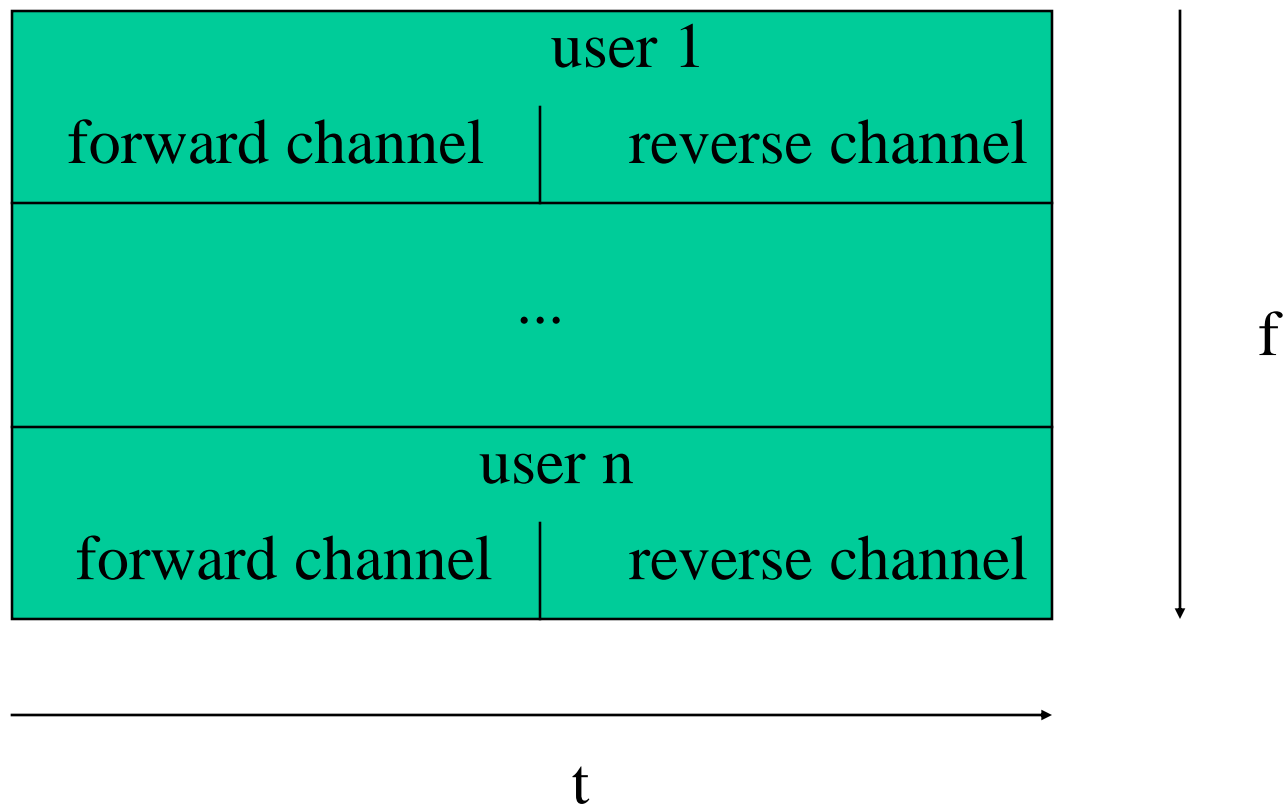 user 1
forward channel reverse channel
...
f
user n
forward channel reverse channel
t